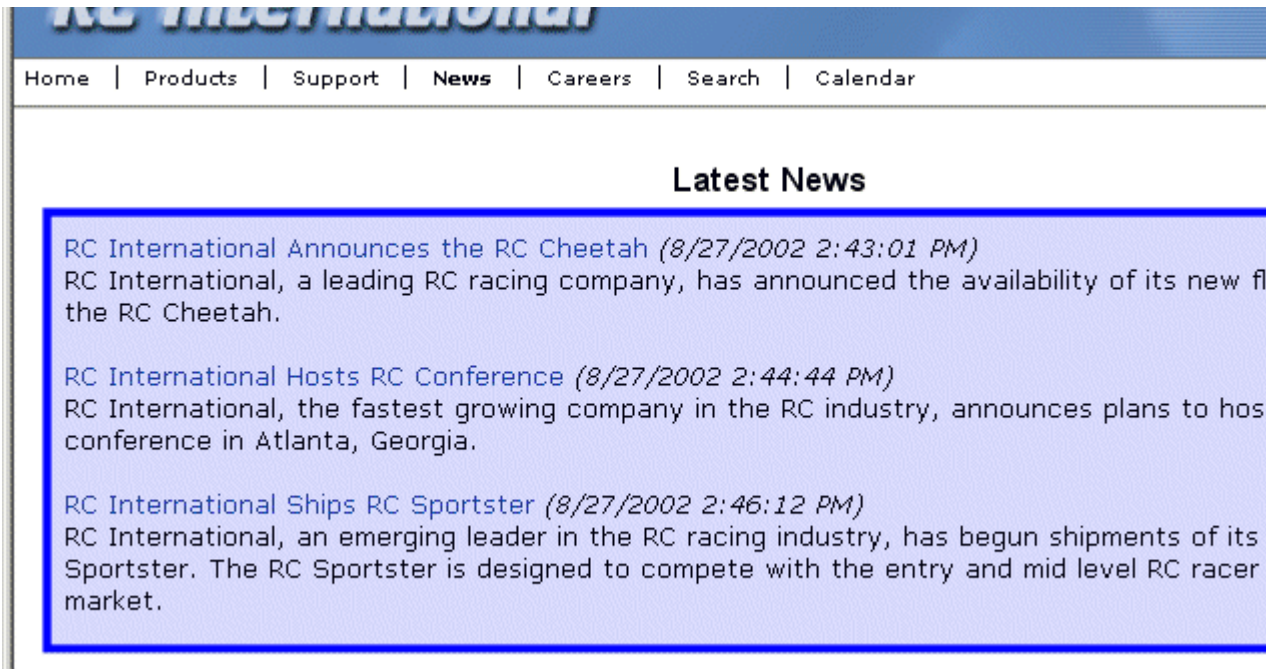 RC International
Home | Products | Support | News | Careers | Search | Calendar
Latest News
RC International Announces the RC Cheetah (8/27/2002 2:43:01 PM)
RC International, a leading RC racing company, has announced the availability of its new
the RC Cheetah.
RC International Hosts RC Conference (8/27/2002 2:44:44 PM)
RC International, the fastest growing company in the RC industry, announces plans to
conference in Atlanta, Georgia.
RC International Ships RC Sportster (8/27/2002 2:46:12 PM)
RC International, an emerging leader in the RC racing industry, has begun shipments of its
Sportster. The RC Sportster is designed to compete with the entry and mid level RC racer
market.